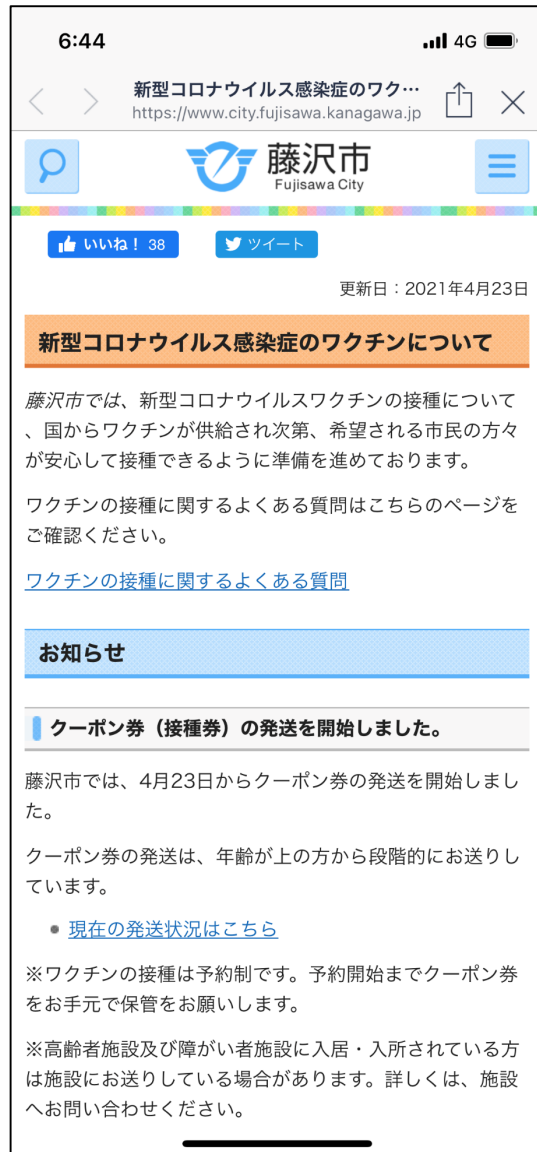 6:44
4G
新型コロナウイルス感染症のワク…
https://www.city.fujisawa.kanagawa.jp
藤沢市
Fujisawa City
いいね！ 38
ツイート
更新日：2021年4月23日
新型コロナウイルス感染症のワクチンについて
藤沢市では、新型コロナウイルスワクチンの接種について
、国からワクチンが供給され次第、希望される市民の方々
が安心して接種できるように準備を進めております。
ワクチンの接種に関するよくある質問はこちらのページを
ご確認ください。
ワクチンの接種に関するよくある質問
お知らせ
クーポン券（接種券）の発送を開始しました。
藤沢市では、4月23日からクーポン券の発送を開始しまし
た。
クーポン券の発送は、年齢が上の方から段階的にお送りし
ています。
現在の発送状況はこちら
※ワクチンの接種は予約制です。予約開始までクーポン券
をお手元で保管をお願いします。
※高齢者施設及び障がい者施設に入居・入所されている方
は施設にお送りしている場合があります。詳しくは、施設
へお問い合わせください。